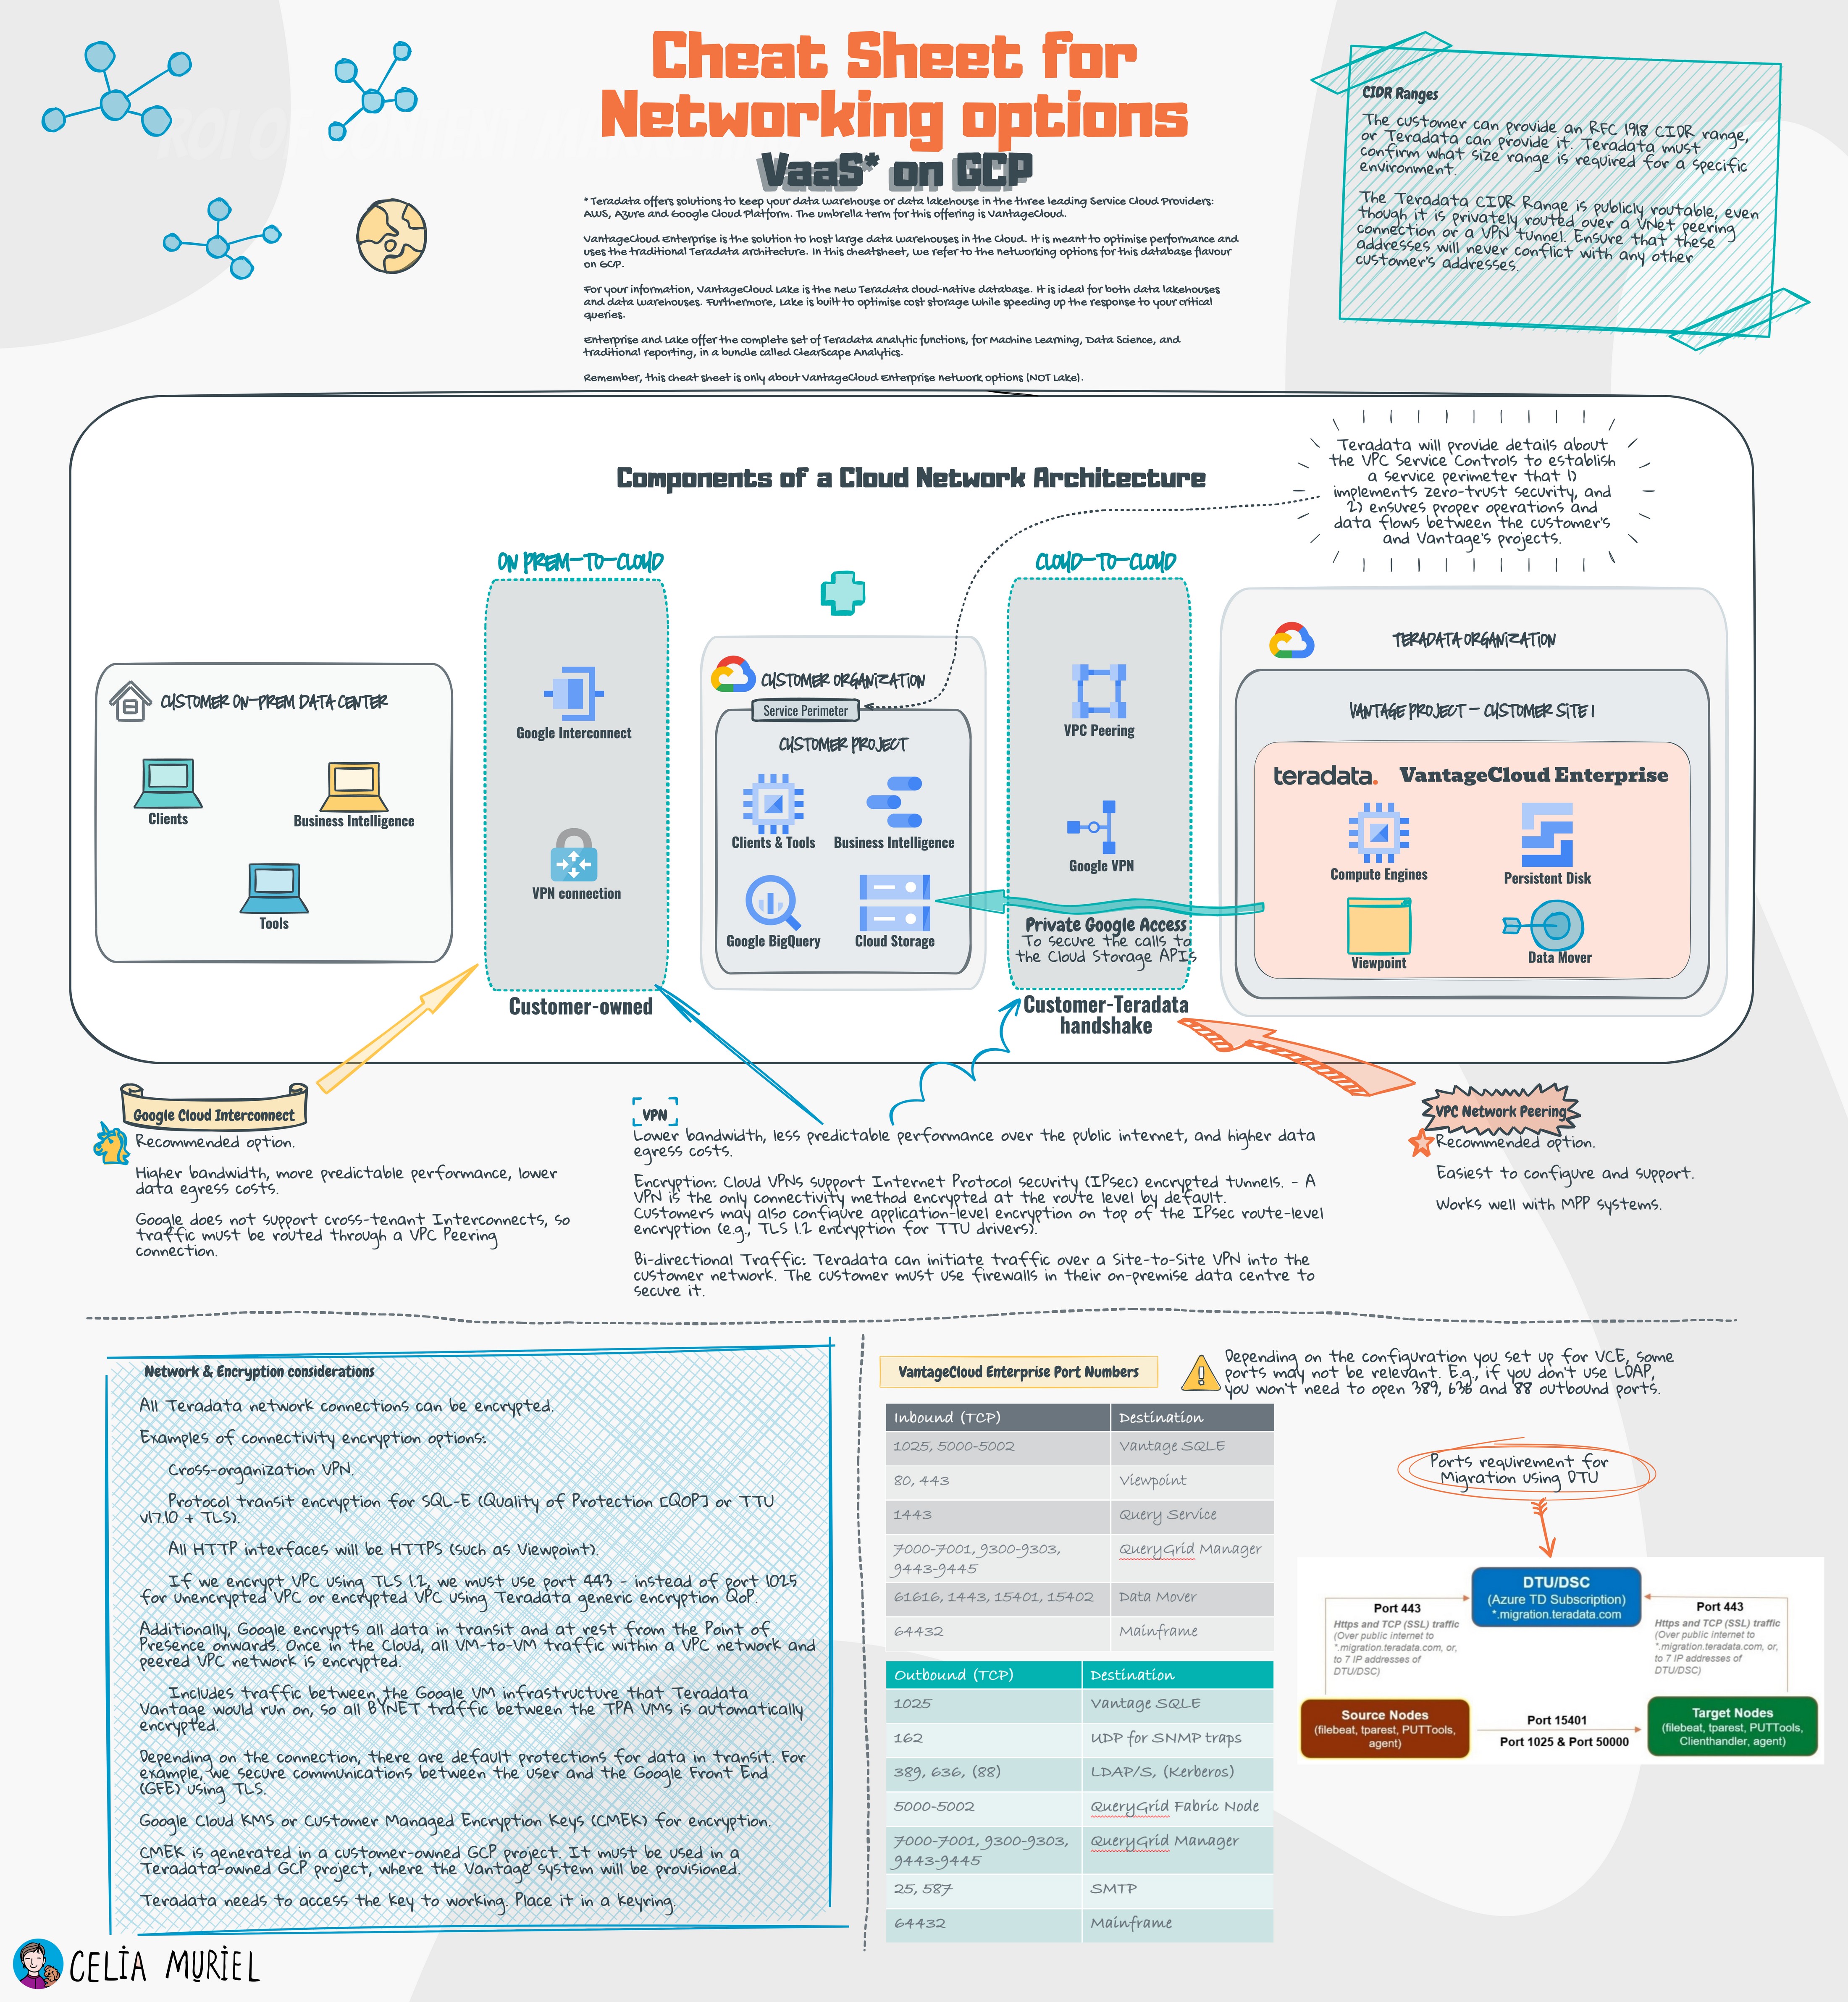 Cheat Sheet for
Networking options
VaaS* on GCP
* Teradata offers solutions to keep your data warehouse or data lakehouse in the three leading Service Cloud Providers:
AWS, Azure and Google Cloud Platform. The umbrella term for this offering is VantageCloud.
VantageCloud Enterprise is the solution to host large data warehouses in the Cloud. It is meant to optimise performance and
uses the traditional Teradata architecture. In this cheatsheet, we refer to the networking options for this database flavour
on GCP.
For your information, VantageCloud Lake is the new Teradata cloud-native database. It is ideal for both data lakehouses
and data warehouses. Furthermore, Lake is built to optimise cost storage while speeding up the response to your critical
queries.
Enterprise and Lake offer the complete set of Teradata analytic functions, for Machine Learning, Data Science, and
traditional reporting, in a bundle called ClearScape Analytics.
Remember, this cheat sheet is only about VantageCloud Enterprise network options (NOT Lake).
CIDR Ranges
The customer can provide an RFC 1918 CIDR range,
or Teradata can provide it. Teradata must
confirm what size range is required for a specific
environment.
The Teradata CIDR Range is publicly routable, even
though it is privately routed over a VNet peering
connection or a VPN tunnel. Ensure that these
addresses will never conflict with any other
customer's addresses.
Components of a Cloud Network Architecture
Teradata will provide details about
the VPC Service Controls to establish
a service perimeter that 1)
implements zero-trust security, and
2) ensures proper operations and
data flows between the customer's
and Vantage's projects.
ON PREM-TO-CLOUD
CLOUD-TO-CLOUD
CUSTOMER ON-PREM DATA CENTER
Clients
Business Intelligence
Tools
Google Interconnect
VPN connection
Customer-owned
CUSTOMER ORGANIZATION
Service Perimeter
CUSTOMER PROJECT
Clients & Tools
Business Intelligence
Google BigQuery
Cloud Storage
VPC Peering
Google VPN
Private Google Access
To secure the calls to
the Cloud Storage APIs
Customer-Teradata
handshake
TERADATA ORGANIZATION
VANTAGE PROJECT - CUSTOMER SITE 1
teradata.
VantageCloud Enterprise
Compute Engines
Persistent Disk
Viewpoint
Data Mover
Google Cloud Interconnect
Recommended option.
Higher bandwidth, more predictable performance, lower
data egress costs.
Google does not support cross-tenant Interconnects, so
traffic must be routed through a VPC Peering
connection.
VPN
Lower bandwidth, less predictable performance over the public internet, and higher data
egress costs.
Encryption: Cloud VPNs support Internet Protocol security (IPsec) encrypted tunnels. - A
VPN is the only connectivity method encrypted at the route level by default.
Customers may also configure application-level encryption on top of the IPsec route-level
encryption (e.g., TLS 1.2 encryption for TTU drivers).
Bi-directional Traffic: Teradata can initiate traffic over a Site-to-Site VPN into the
customer network. The customer must use firewalls in their on-premise data centre to
secure it.
VPC Network Peering
Recommended option.
Easiest to configure and support.
Works well with MPP systems.
Network & Encryption considerations
All Teradata network connections can be encrypted.
Examples of connectivity encryption options:
Cross-organization VPN.
Protocol transit encryption for SQL-E (Quality of Protection [QOP] or TTU
v17.10 + TLS).
All HTTP interfaces will be HTTPs (such as Viewpoint).
If we encrypt VPC using TLS 1.2, we must use port 443 - instead of port 1025
for unencrypted VPC or encrypted VPC using Teradata generic encryption QoP.
Additionally, Google encrypts all data in transit and at rest from the Point of
Presence onwards. Once in the Cloud, all VM-to-VM traffic within a VPC network and
peered VPC network is encrypted.
Includes traffic between the Google VM infrastructure that Teradata
Vantage would run on, so all BYNET traffic between the TPA VMs is automatically
encrypted.
Depending on the connection, there are default protections for data in transit. For
example, we secure communications between the user and the Google Front End
(GFE) using TLS.
Google Cloud KMS or Customer Managed Encryption Keys (CMEK) for encryption.
CMEK is generated in a customer-owned GCP project. It must be used in a
Teradata-owned GCP project, where the Vantage system will be provisioned.
Teradata needs to access the key to working. Place it in a keyring.
VantageCloud Enterprise Port Numbers
Depending on the configuration you set up for VCE, some
ports may not be relevant. E.g., if you don't use LDAP,
you won't need to open 389, 636 and 88 outbound ports.
Inbound (TCP) Destination
1025, 5000-5002 Vantage SQLE
80, 443 Viewpoint
1443 Query Service
7000-7001, 9300-9303, QueryGrid Manager
9443-9445
61616, 1443, 15401, 15402 Data Mover
64432 Mainframe
Outbound (TCP) Destination
1025 Vantage SQLE
162 UDP for SNMP traps
389, 636, (88) LDAP/S, (Kerberos)
5000-5002 QueryGrid Fabric Node
7000-7001, 9300-9303, QueryGrid Manager
9443-9445
25, 587 SMTP
64432 Mainframe
Ports requirement for
Migration using DTU
DTU/DSC
(Azure TD Subscription)
*.migration.teradata.com
Port 443
Https and TCP (SSL) traffic
(Over public internet to
*.migration.teradata.com, or,
to 7 IP addresses of
DTU/DSC)
Port 443
Https and TCP (SSL) traffic
(Over public internet to
*.migration.teradata.com, or,
to 7 IP addresses of
DTU/DSC)
Source Nodes
(filebeat, tparest, PUTTools,
agent)
Port 15401
Port 1025 & Port 50000
Target Nodes
(filebeat, tparest, PUTTools,
Clienthandler, agent)
CELIA MURIEL